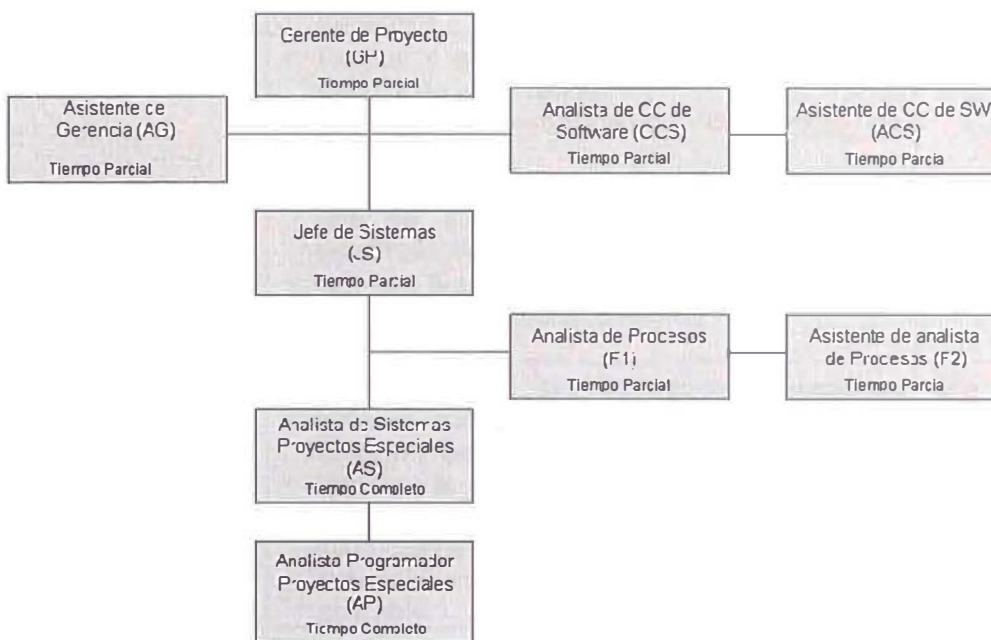 Gerente de Proyecto
(GP)
Tiempo Parcial
Asistente de
Gerencia (AG)
Tiempo Parcial
Analista de CC de
Software (CCS)
Tiempo Parcial
Asistente de CC de SW
(ACS)
Tiempo Parcia
Jefe de Sistemas
(JS)
Tiempo Parcial
Analista de Procesos
(F1)
Tiempo Parcial
Asistente de analista
de Procesos (F2)
Tiempo Parcia
Analista de Sistemas
Proyectos Especiales
(AS)
Tiempo Completo
Analista Programador
Proyectos Especiales
(AP)
Tiempo Completo